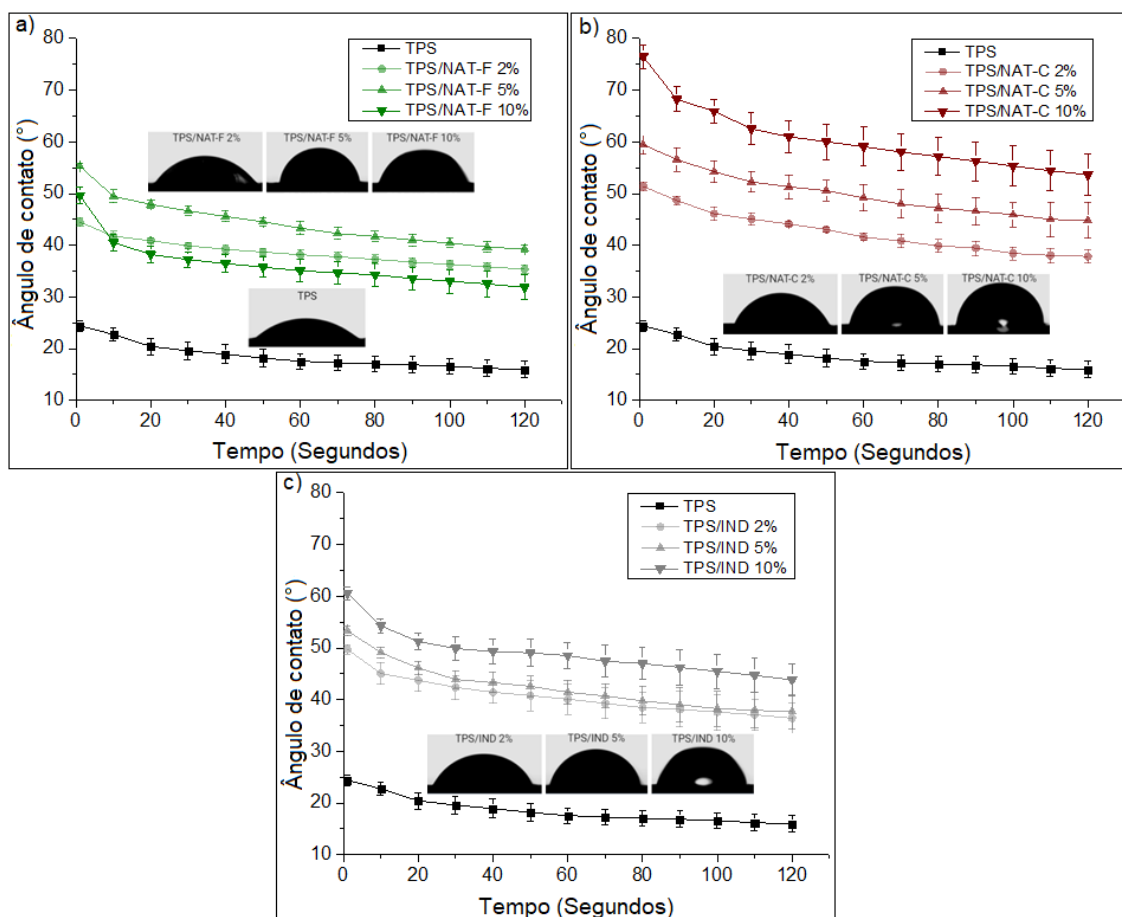 a)
TPS
TPS/NAT-F 2%
TPS/NAT-F 5%
TPS/NAT-F 10%
TPS/NAT-F 2% TPS/NAT-F 5% TPS/NAT-F 10%
TPS
80
70
60
50
40
30
20
10
Ângulo de contato (°)
0 20 40 60 80 100 120
Tempo (Segundos)
b)
TPS
TPS/NAT-C 2%
TPS/NAT-C 5%
TPS/NAT-C 10%
TPS/NAT-C 2% TPS/NAT-C 5% TPS/NAT-C 10%
80
70
60
50
40
30
20
10
Ângulo de contato (°)
0 20 40 60 80 100 120
Tempo (Segundos)
c)
TPS
TPS/IND 2%
TPS/IND 5%
TPS/IND 10%
TPS/IND 2% TPS/IND 5% TPS/IND 10%
80
70
60
50
40
30
20
10
Ângulo de contato (°)
0 20 40 60 80 100 120
Tempo (Segundos)